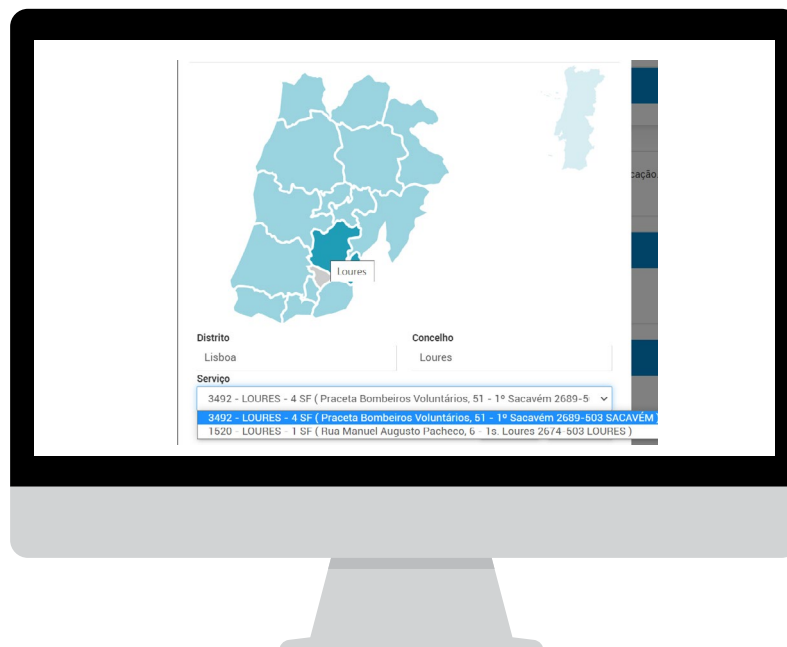 cação
Loures
Distrito
Concelho
Lisboa
Loures
Serviço
3492 - LOURES - 4 SF ( Praceta Bombeiros Voluntários, 51 - 1º Sacavém 2689-5
3492 - LOURES - 4 SF ( Praceta Bombeiros Voluntários, 51 - 1º Sacavém 2689-503 SACAVÉM )
1520 - LOURES - 1 SF ( Rua Manuel Augusto Pacheco, 6 - 1s. Loures 2674-503 LOURES )